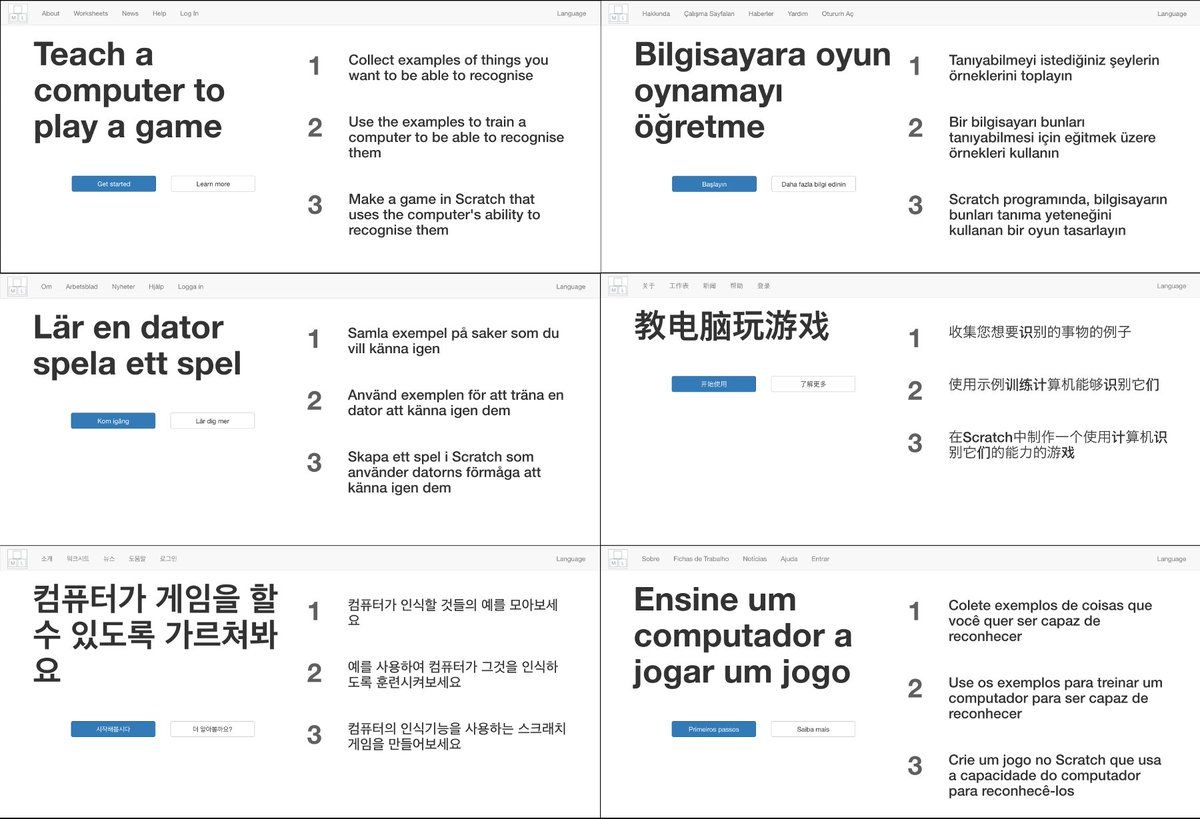 M L
About Worksheets News Help Log In Language
Teach a
computer to
play a game
Get started Learn more
1 Collect examples of things you
want to be able to recognise
2 Use the examples to train a
computer to be able to recognise
them
3 Make a game in Scratch that
uses the computer's ability to
recognise them
M L
Hakkında Çalışma Sayfaları Haberler Yardım Oturum Aç Language
Bilgisayara oyun
oynamayı
öğretme
Başlayın Daha fazla bilgi edinin
1 Tanıyabilmeyi istediğiniz şeylerin
örneklerini toplayın
2 Bir bilgisayarı bunları
tanıyabilmesi için eğitmek üzere
örnekleri kullanın
3 Scratch programında, bilgisayarın
bunları tanıma yeteneğini
kullanan bir oyun tasarlayın
M L
Om Arbetsblad Nyheter Hjälp Logga in Language
Lär en dator
spela ett spel
Kom igång Lär dig mer
1 Samla exempel på saker som du
vill känna igen
2 Använd exemplen för att träna en
dator att känna igen dem
3 Skapa ett spel i Scratch som
använder datorns förmåga att
känna igen dem
M L
关于 工作表 新闻 帮助 登录 Language
教电脑玩游戏
开始使用 了解更多
1 收集您想要识别的事物的例子
2 使用示例训练计算机能够识别它们
3 在Scratch中制作一个使用计算机识
别它们的能力的游戏
M L
소개 워크시트 뉴스 도움말 로그인 Language
컴퓨터가 게임을 할
수 있도록 가르쳐봐
요
시작해봅시다 더 알아볼까요?
1 컴퓨터가 인식할 것들의 예를 모아보세
요
2 예를 사용하여 컴퓨터가 그것을 인식하
도록 훈련시켜보세요
3 컴퓨터의 인식기능을 사용하는 스크래치
게임을 만들어보세요
M L
Sobre Fichas de Trabalho Notícias Ajuda Entrar Language
Ensine um
computador a
jogar um jogo
Primeiros passos Saiba mais
1 Colete exemplos de coisas que
você quer ser capaz de
reconhecer
2 Use os exemplos para treinar um
computador para ser capaz de
reconhecer
3 Crie um jogo no Scratch que usa
a capacidade do computador
para reconhecê-los